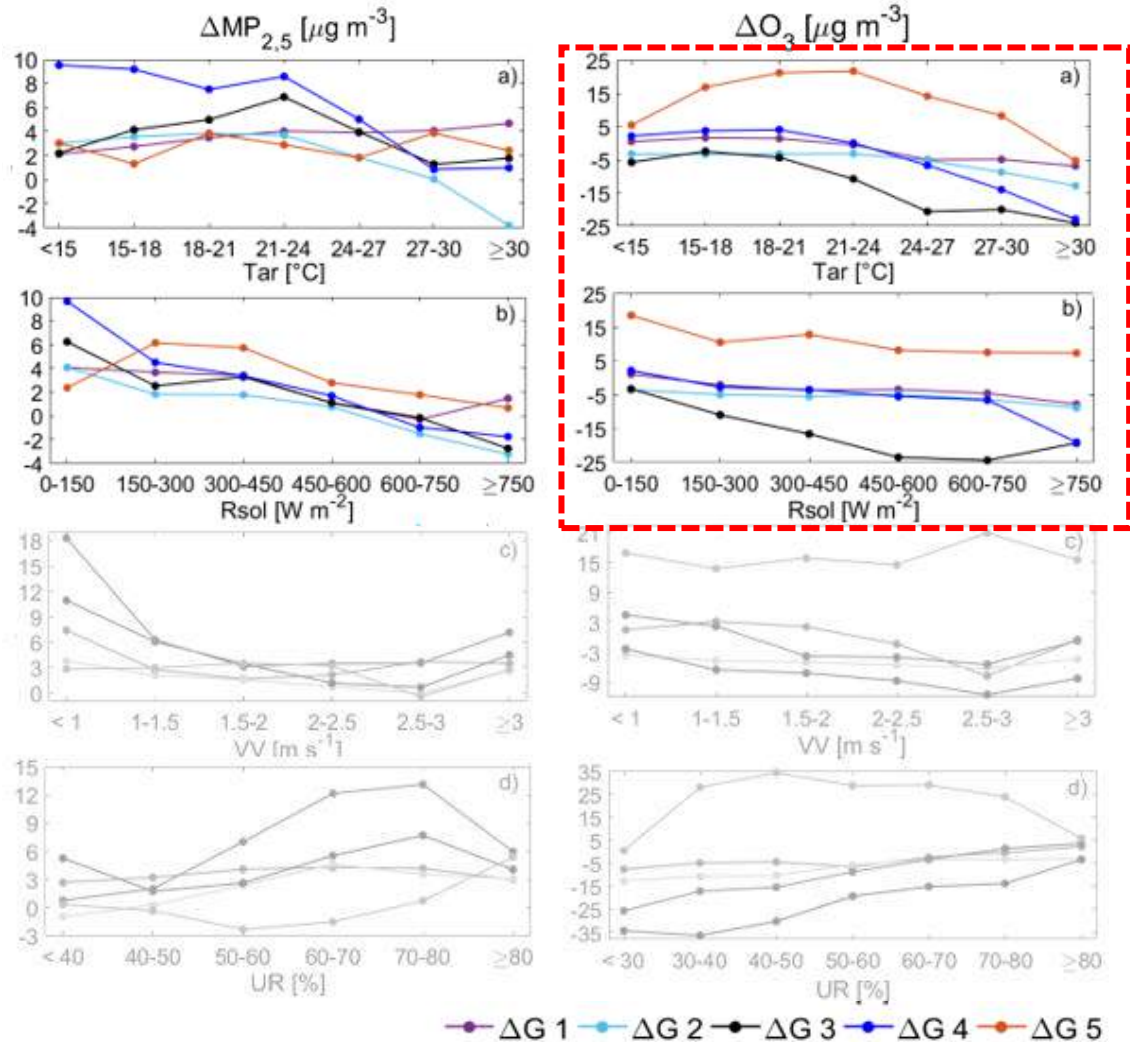 ΔMP2,5 [μg m-3]
ΔO3 [μg m-3]
a)
10
8
6
4
2
0
-2
-4
<15 15-18 18-21 21-24 24-27 27-30 ≥30
Tar [°C]
a)
25
15
5
-5
-15
-25
<15 15-18 18-21 21-24 24-27 27-30 ≥30
Tar [°C]
b)
10
8
6
4
2
0
-2
-4
0-150 150-300 300-450 450-600 600-750 ≥750
Rsol [W m-2]
b)
25
15
5
-5
-15
-25
0-150 150-300 300-450 450-600 600-750 ≥750
Rsol [W m-2]
c)
18
15
12
9
6
3
0
< 1 1-1.5 1.5-2 2-2.5 2.5-3 ≥3
VV [m s-1]
c)
21
15
9
3
-3
-9
< 1 1-1.5 1.5-2 2-2.5 2.5-3 ≥3
VV [m s-1]
d)
15
12
9
6
3
0
-3
< 40 40-50 50-60 60-70 70-80 ≥80
UR [%]
d)
35
25
15
5
-5
-15
-25
-35
< 30 30-40 40-50 50-60 60-70 70-80 ≥80
UR [%]
ΔG 1 ΔG 2 ΔG 3 ΔG 4 ΔG 5